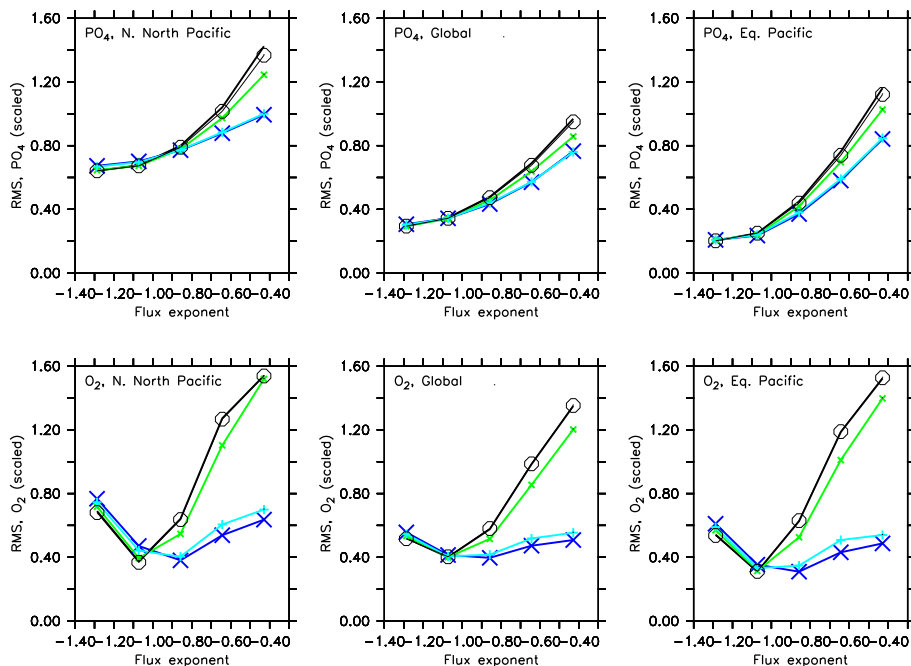 PO4, N. North Pacific
RMS, PO4 (scaled)
1.60
1.20
0.80
0.40
0.00
−1.40−1.20−1.00−0.80−0.60−0.40
Flux exponent
PO4, Global
RMS, PO4 (scaled)
1.60
1.20
0.80
0.40
0.00
−1.40−1.20−1.00−0.80−0.60−0.40
Flux exponent
PO4, Eq. Pacific
RMS, PO4 (scaled)
1.60
1.20
0.80
0.40
0.00
−1.40−1.20−1.00−0.80−0.60−0.40
Flux exponent
O2, N. North Pacific
RMS, O2 (scaled)
1.60
1.20
0.80
0.40
0.00
−1.40−1.20−1.00−0.80−0.60−0.40
Flux exponent
O2, Global
RMS, O2 (scaled)
1.60
1.20
0.80
0.40
0.00
−1.40−1.20−1.00−0.80−0.60−0.40
Flux exponent
O2, Eq. Pacific
RMS, O2 (scaled)
1.60
1.20
0.80
0.40
0.00
−1.40−1.20−1.00−0.80−0.60−0.40
Flux exponent